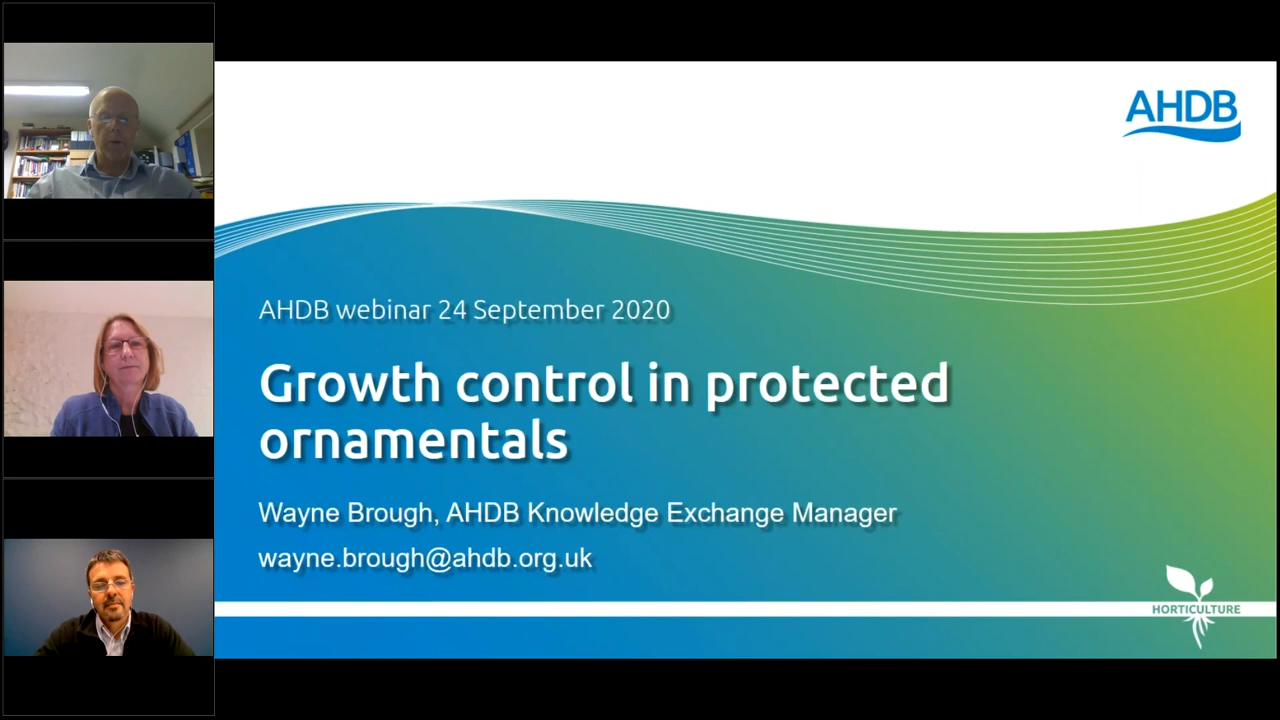 AHDB
AHDB webinar 24 September 2020
Growth control in protected
ornamentals
Wayne Brough, AHDB Knowledge Exchange Manager
wayne.brough@ahdb.org.uk
HORTICULTURE